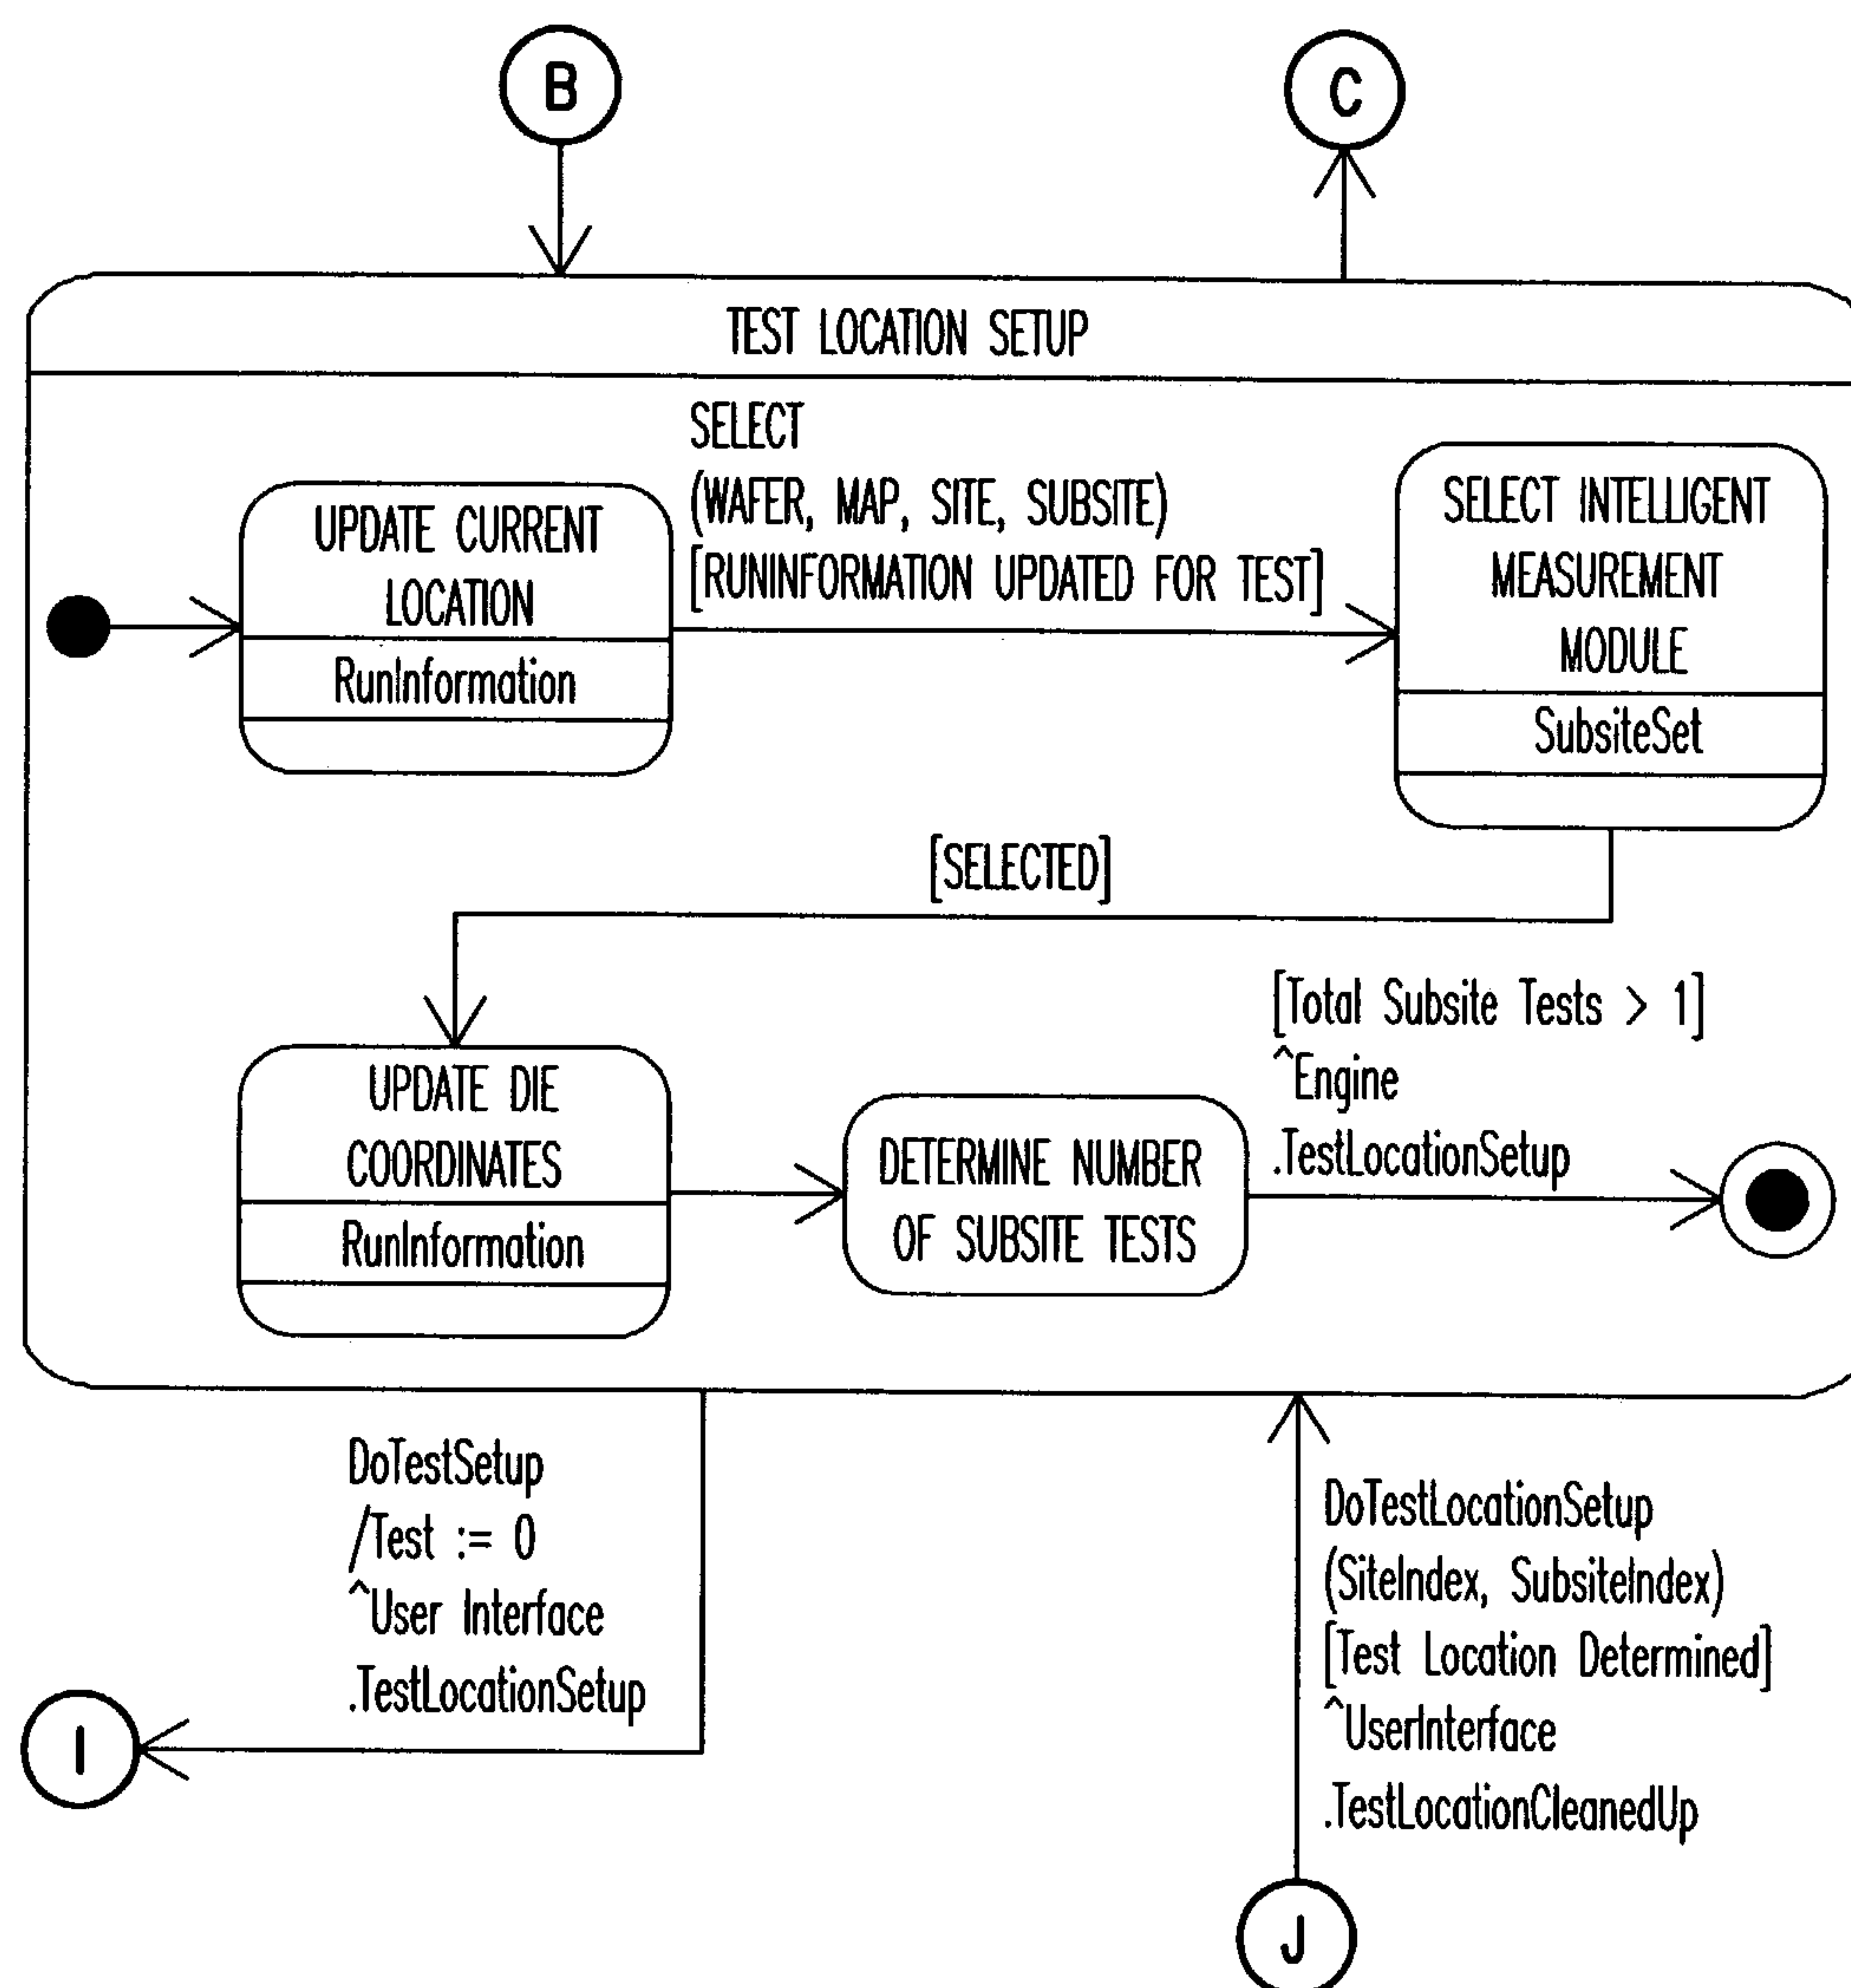 B
C
TEST LOCATION SETUP
SELECT
(WAFER, MAP, SITE, SUBSITE)
[RUNINFORMATION UPDATED FOR TEST]
UPDATE CURRENT
LOCATION
RunInformation
SELECT INTELLIGENT
MEASUREMENT
MODULE
SubsiteSet
[SELECTED]
UPDATE DIE
COORDINATES
RunInformation
DETERMINE NUMBER
OF SUBSITE TESTS
[Total Subsite Tests > 1]
^Engine
.TestLocationSetup
DoTestSetup
/Test := 0
^User Interface
.TestLocationSetup
I
DoTestLocationSetup
(SiteIndex, SubsiteIndex)
[Test Location Determined]
^UserInterface
.TestLocationCleanedUp
J